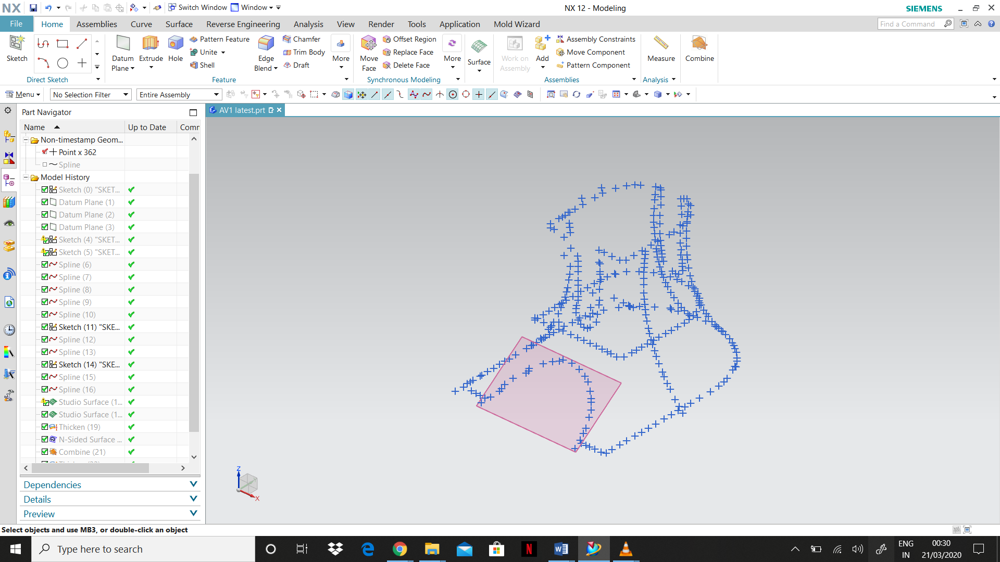 NX
Switch Window
Window
NX 12 - Modeling
SIEMENS
File
Home
Assemblies
Curve
Surface
Reverse Engineering
Analysis
View
Render
Tools
Application
Mold Wizard
Find a Command
Sketch
Direct Sketch
Datum
Plane
Extrude
Hole
Pattern Feature
Unite
Shell
Edge
Blend
Chamfer
Trim Body
Draft
More
Feature
Move
Face
Offset Region
Replace Face
Delete Face
More
Synchronous Modeling
Surface
Work on
Assembly
Add
Assembly Constraints
Move Component
Pattern Component
Assemblies
Measure
Analysis
Combine
Menu
No Selection Filter
Entire Assembly
Part Navigator
AV1 latest.prt
Name
Up to Date
Comr
Non-timestamp Geom...
Point x 362
Spline
Model History
Sketch (0) "SKET...
Datum Plane (1)
Datum Plane (2)
Datum Plane (3)
Sketch (4) "SKET...
Sketch (5) "SKET...
Spline (6)
Spline (7)
Spline (8)
Spline (9)
Spline (10)
Sketch (11) "SKE...
Spline (12)
Spline (13)
Sketch (14) "SKE...
Spline (15)
Spline (16)
Studio Surface (1...
Studio Surface (1...
Thicken (19)
N-Sided Surface ...
Combine (21)
Dependencies
Details
Preview
Z
X
Select objects and use MB3, or double-click an object
Type here to search
ENG
IN
00:30
21/03/2020